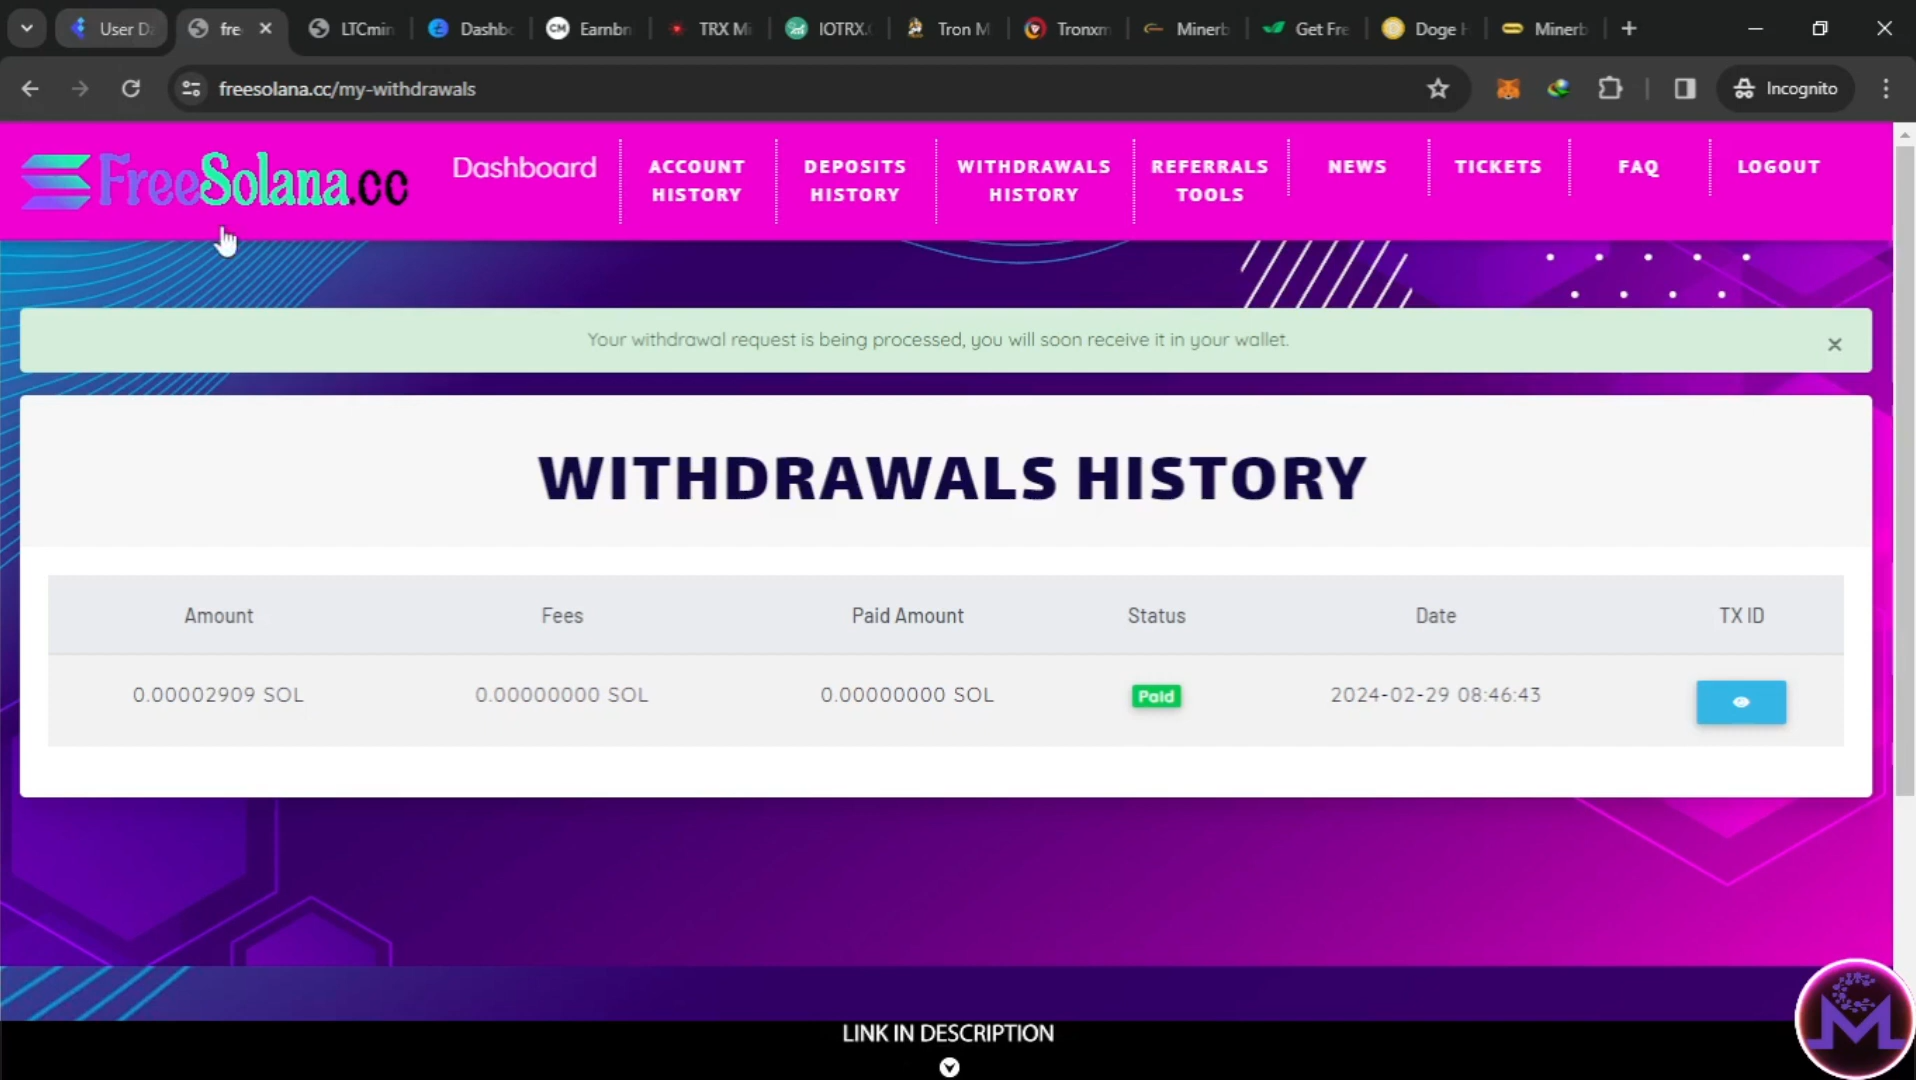 User D
fre
LTCmin
Dashb
Earnbn
TRX Mi
IOTRX.
Tron M
Tronxm
Minerb
Get Fre
Doge H
Minerb
freesolana.cc/my-withdrawals
Incognito
FreeSolana.cc
Dashboard
ACCOUNT
HISTORY
DEPOSITS
HISTORY
WITHDRAWALS
HISTORY
REFERRALS
TOOLS
NEWS
TICKETS
FAQ
LOGOUT
Your withdrawal request is being processed, you will soon receive it in your wallet.
WITHDRAWALS HISTORY
Amount Fees Paid Amount Status Date TX ID
0.00002909 SOL 0.00000000 SOL 0.00000000 SOL Paid 2024-02-29 08:46:43
LINK IN DESCRIPTION